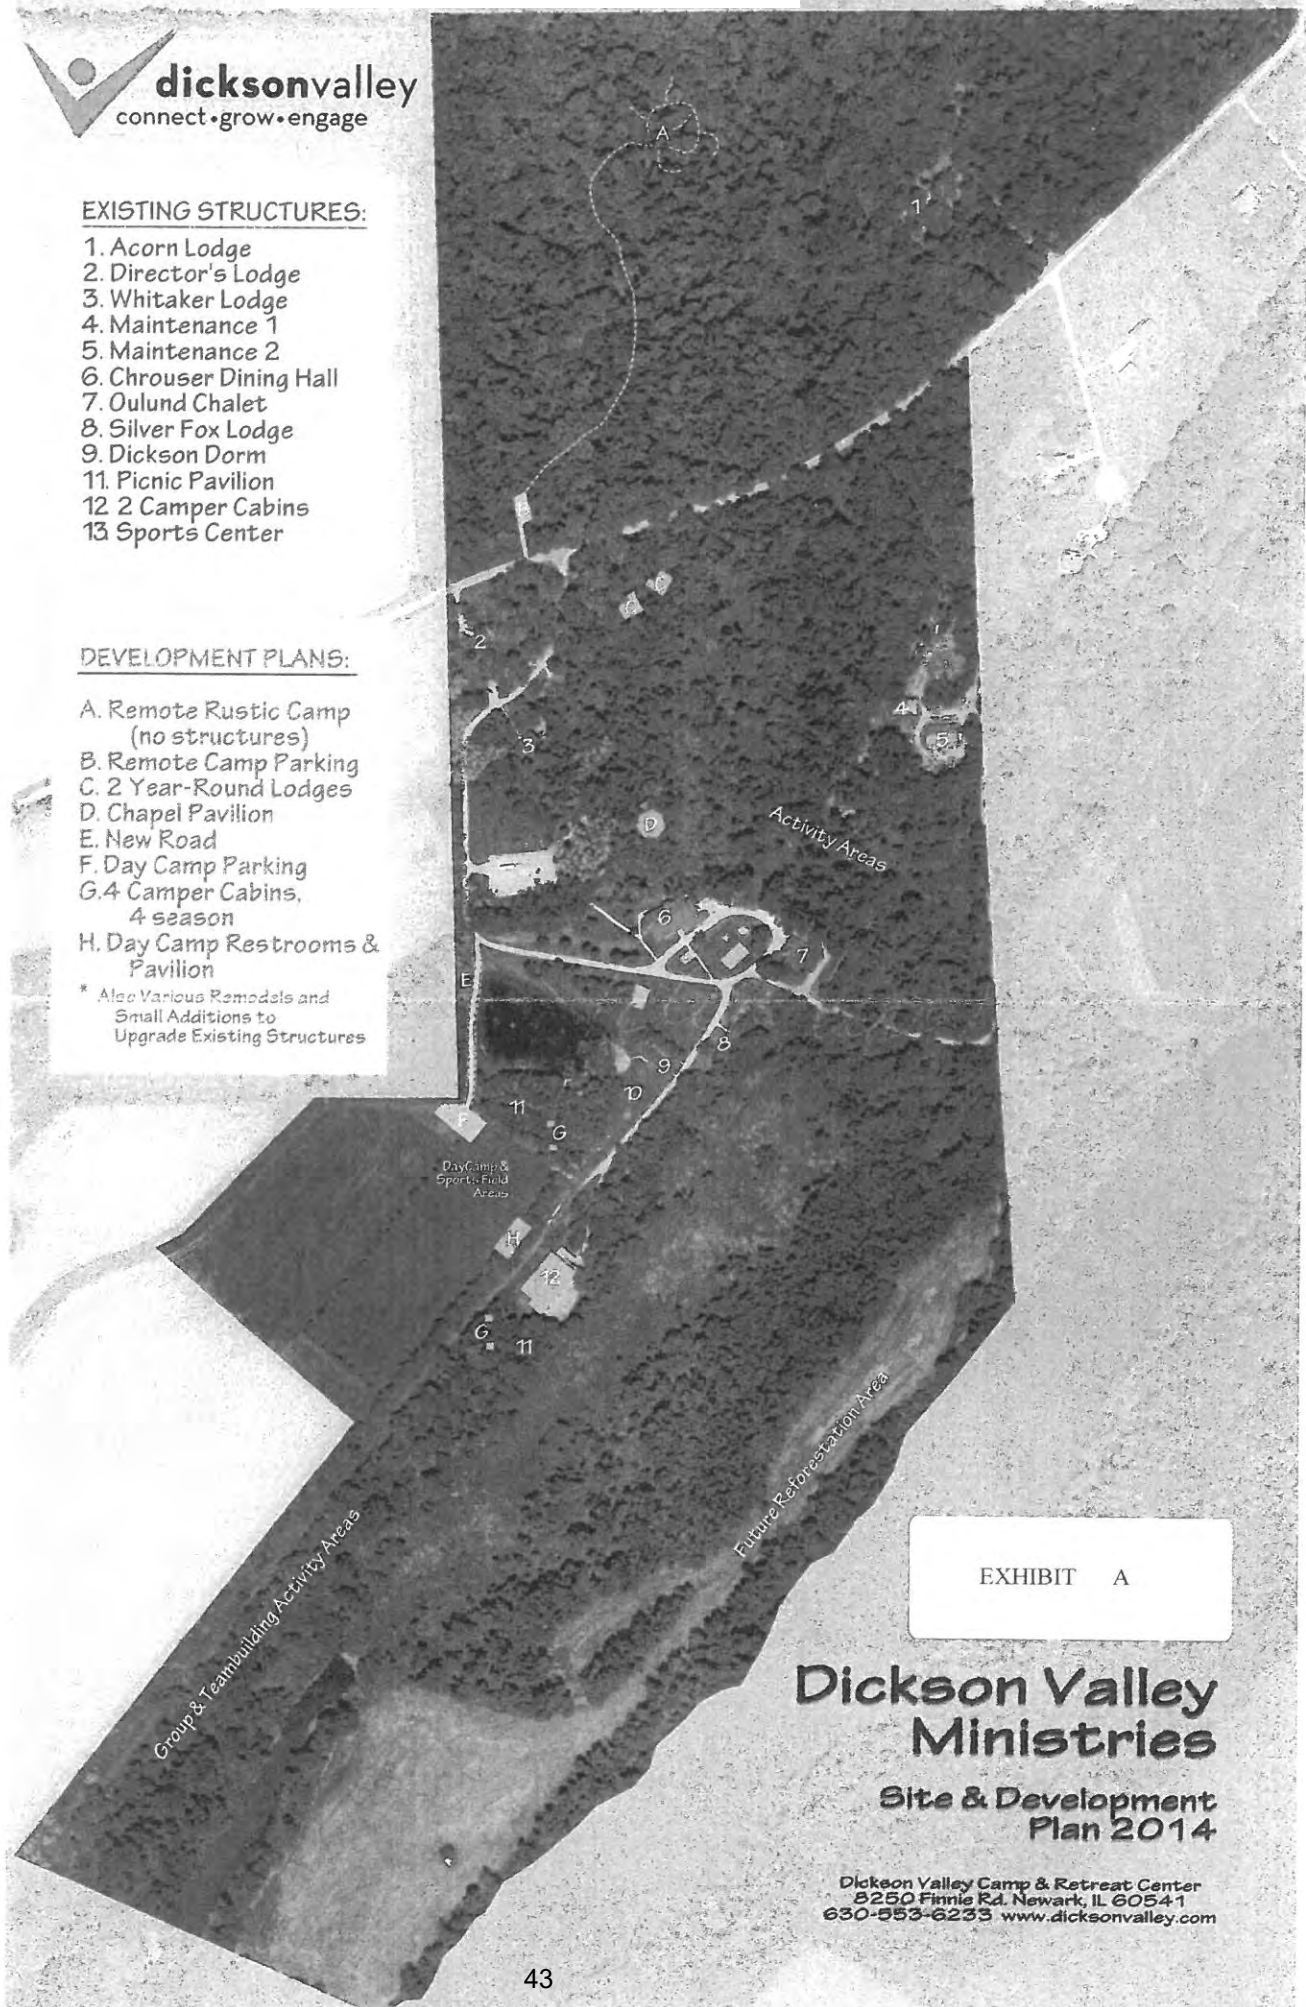 dicksonvalley
connect•grow•engage
EXISTING STRUCTURES:
1. Acorn Lodge
2. Director's Lodge
3. Whitaker Lodge
4. Maintenance 1
5. Maintenance 2
6. Chrouser Dining Hall
7. Oulund Chalet
8. Silver Fox Lodge
9. Dickson Dorm
11. Picnic Pavilion
12 2 Camper Cabins
13 Sports Center
DEVELOPMENT PLANS:
A. Remote Rustic Camp
(no structures)
B. Remote Camp Parking
C. 2 Year-Round Lodges
D. Chapel Pavilion
E. New Road
F. Day Camp Parking
G.4 Camper Cabins,
4 season
H. Day Camp Restrooms &
Pavilion
* Also Various Remodels and
Small Additions to
Upgrade Existing Structures
A
1
B
C
C
2
3
4
5
D
Activity Areas
6
7
E
8
9
10
11
F
G
DayCamp &
Sports Field
Areas
H
12
G
11
Future Reforestation Area
Group & Teambuilding Activity Areas
EXHIBIT A
Dickson Valley
Ministries
Site & Development
Plan 2014
Dickson Valley Camp & Retreat Center
8250 Finnie Rd. Newark, IL 60541
630-553-6233 www.dicksonvalley.com
43